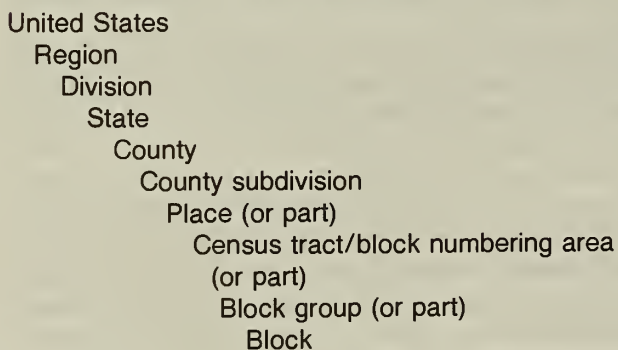 United States
Region
Division
State
County
County subdivision
Place (or part)
Census tract/block numbering area
(or part)
Block group (or part)
Block